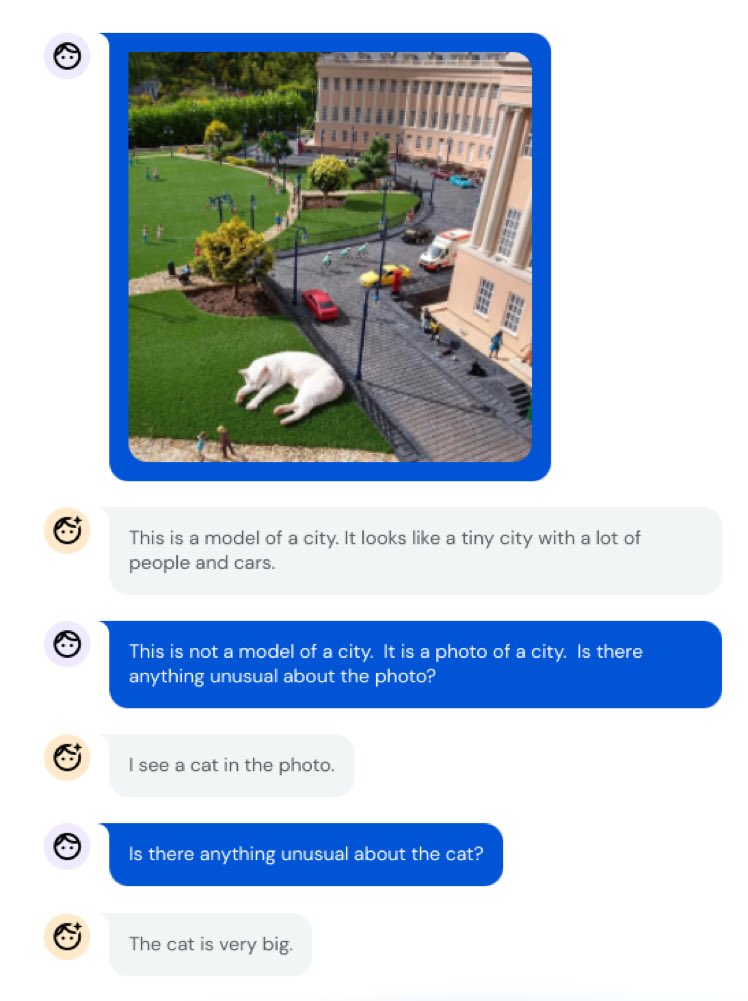 This is a model of a city. It looks like a tiny city with a lot of
people and cars.
This is not a model of a city.  It is a photo of a city.  Is there
anything unusual about the photo?
I see a cat in the photo.
Is there anything unusual about the cat?
The cat is very big.